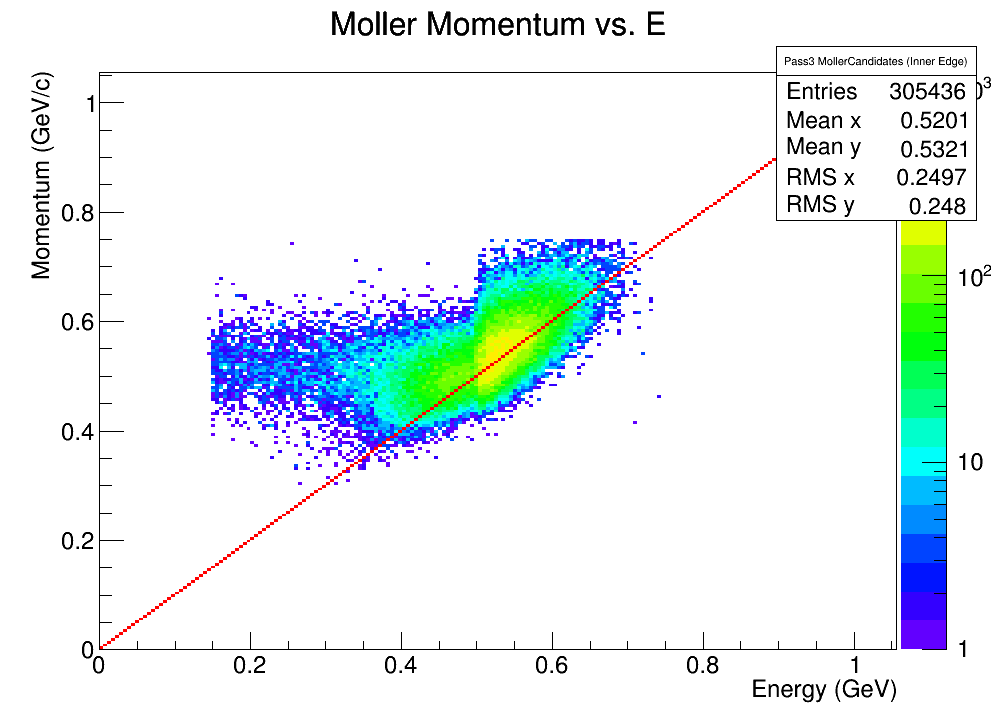 Moller Momentum vs. E
Pass3 MollerCandidates (Inner Edge)
Entries 305436
Mean x 0.5201
Mean y 0.5321
RMS x 0.2497
RMS y 0.248
Momentum (GeV/c)
1
0.8
0.6
0.4
0.2
0
0 0.2 0.4 0.6 0.8 1
Energy (GeV)
10²
10
1